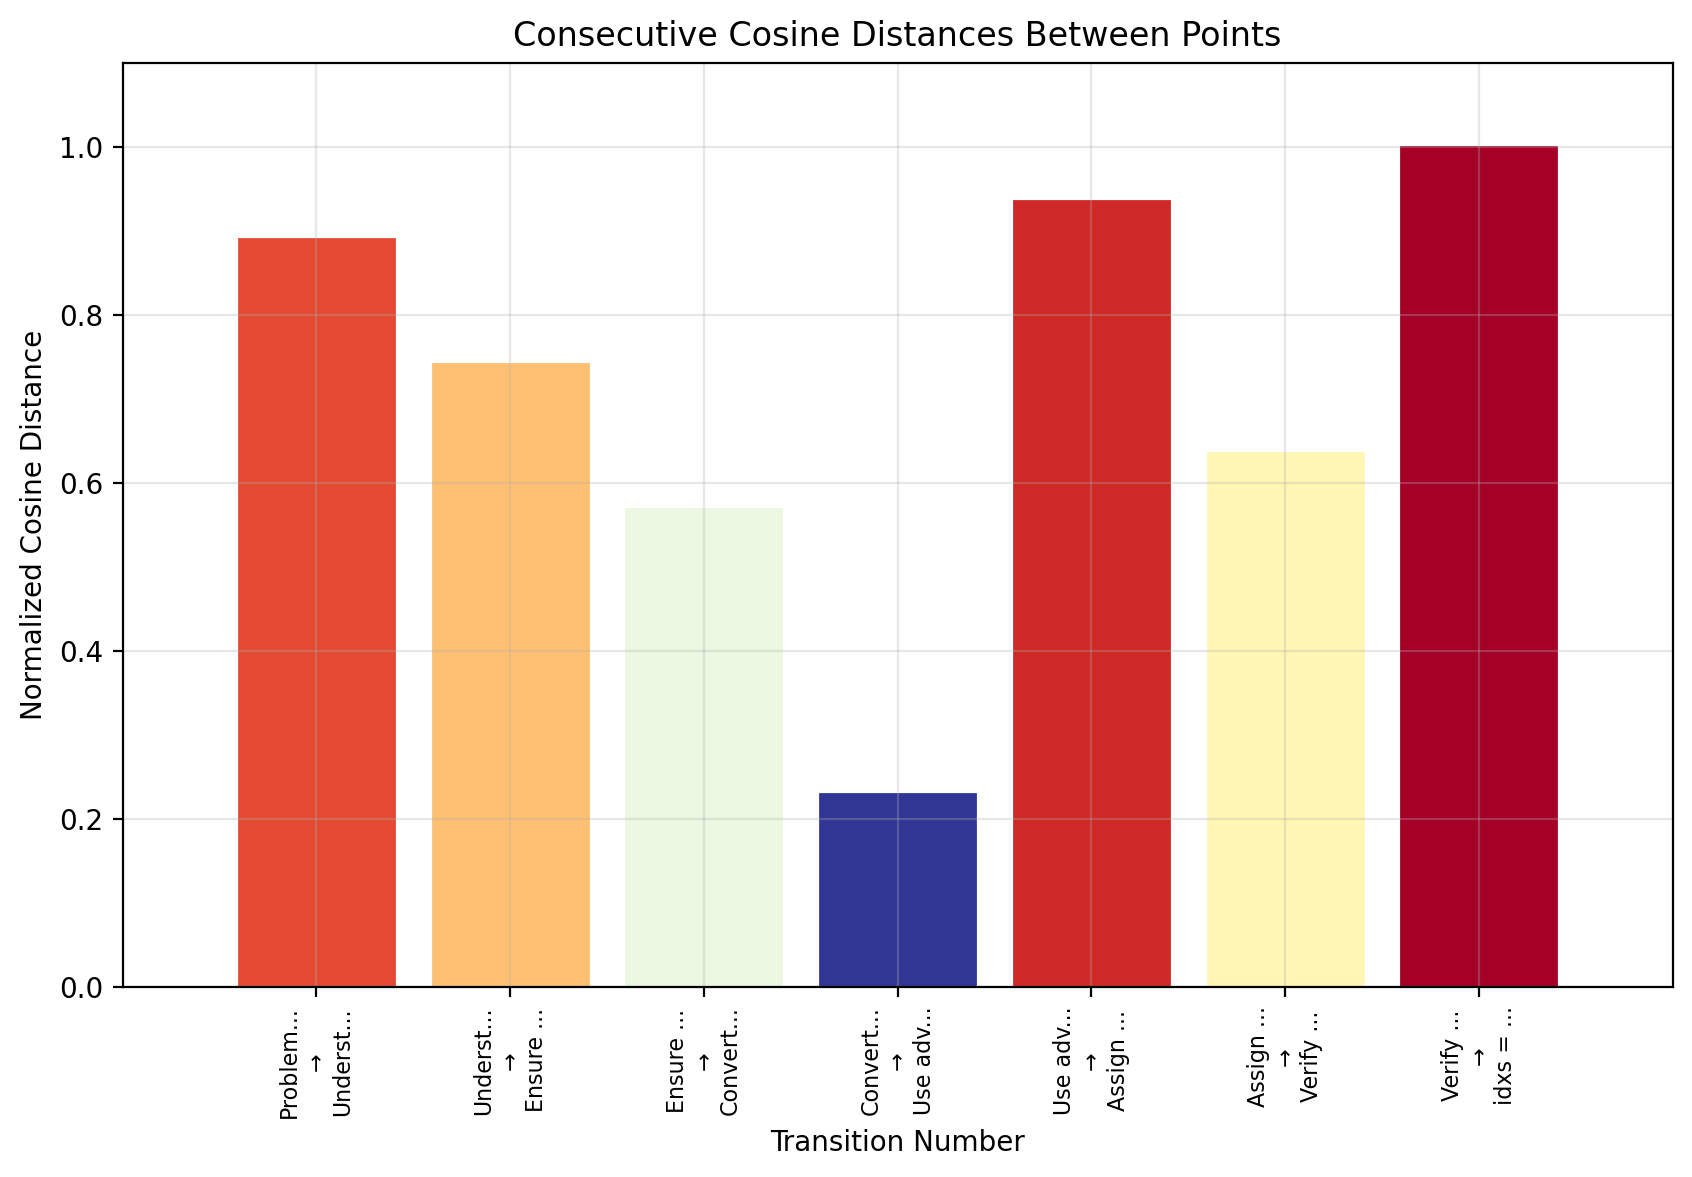 Consecutive Cosine Distances Between Points
Normalized Cosine Distance
1.0
0.8
0.6
0.4
0.2
0.0
Problem...
→
Underst...
Underst...
→
Ensure ...
Ensure ...
→
Convert...
Convert...
→
Use adv...
Use adv...
→
Assign ...
Assign ...
→
Verify ...
Verify ...
→
idxs = ...
Transition Number